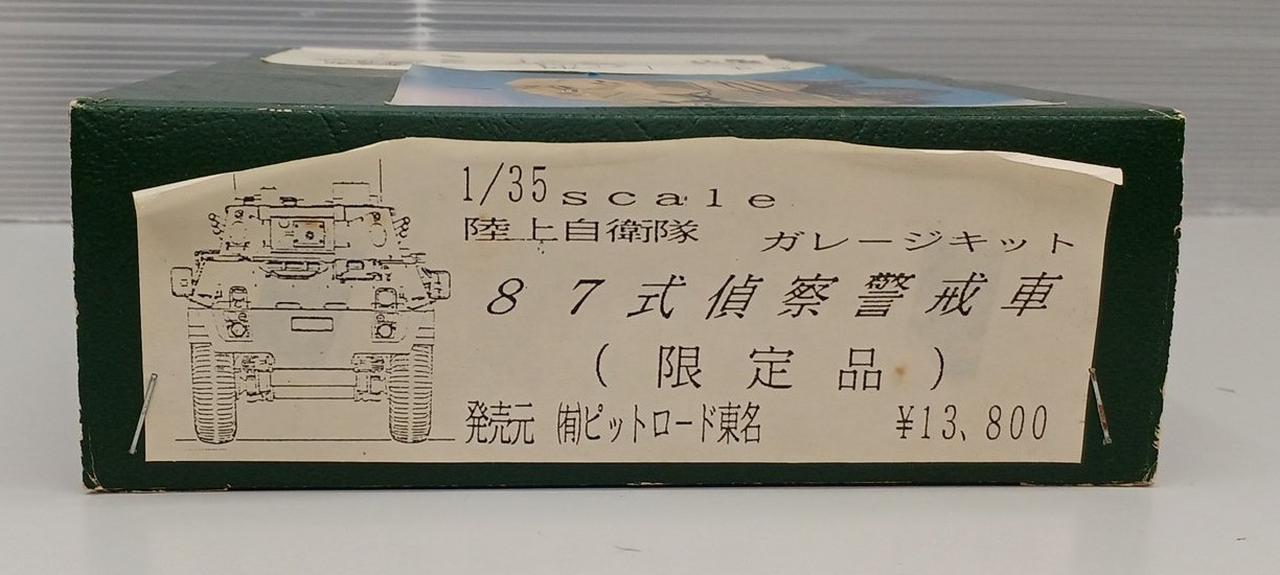 1/35 scale
陸上自衛隊 ガレージキット
87式偵察警戒車
(限定品)
発売元 ㈲ピットロード東名 ¥13,800